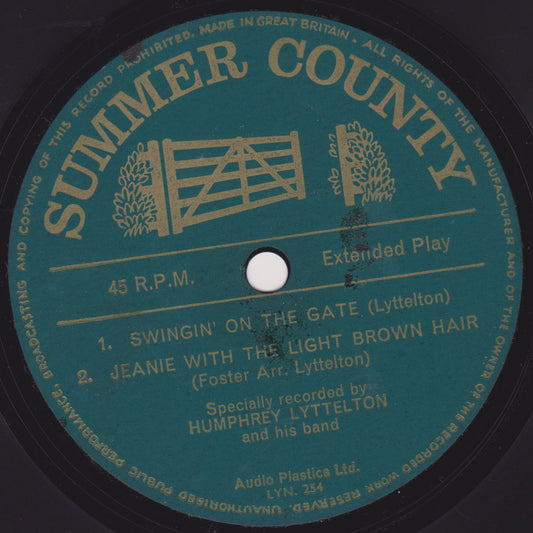 MADE IN GREAT BRITAIN - ALL RIGHTS OF THE MANUFACTURER AND OF THE OWNER OF THE RECORDED WORK RESERVED. UNAUTHORISED PUBLIC PERFORMANCE, BROADCASTING AND COPYING OF THIS RECORD PROHIBITED.
SUMMER COUNTY
45 R.P.M.
Extended Play
1. SWINGIN' ON THE GATE (Lyttelton)
2. JEANIE WITH THE LIGHT BROWN HAIR
(Foster Arr. Lyttelton)
Specially recorded by
HUMPHREY LYTTELTON
and his band
Audio Plastics Ltd.
LYN. 254